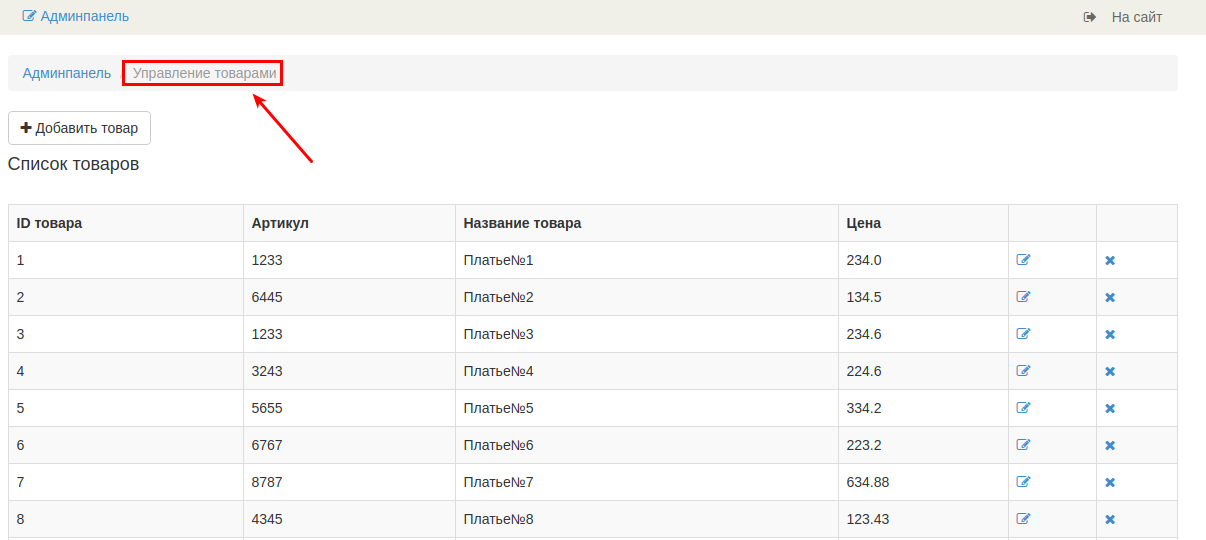 Админпанель На сайт
Админпанель / Управление товарами
Добавить товар
Список товаров
ID товара Артикул Название товара Цена
1 1233 Платье№1 234.0
2 6445 Платье№2 134.5
3 1233 Платье№3 234.6
4 3243 Платье№4 224.6
5 5655 Платье№5 334.2
6 6767 Платье№6 223.2
7 8787 Платье№7 634.88
8 4345 Платье№8 123.43